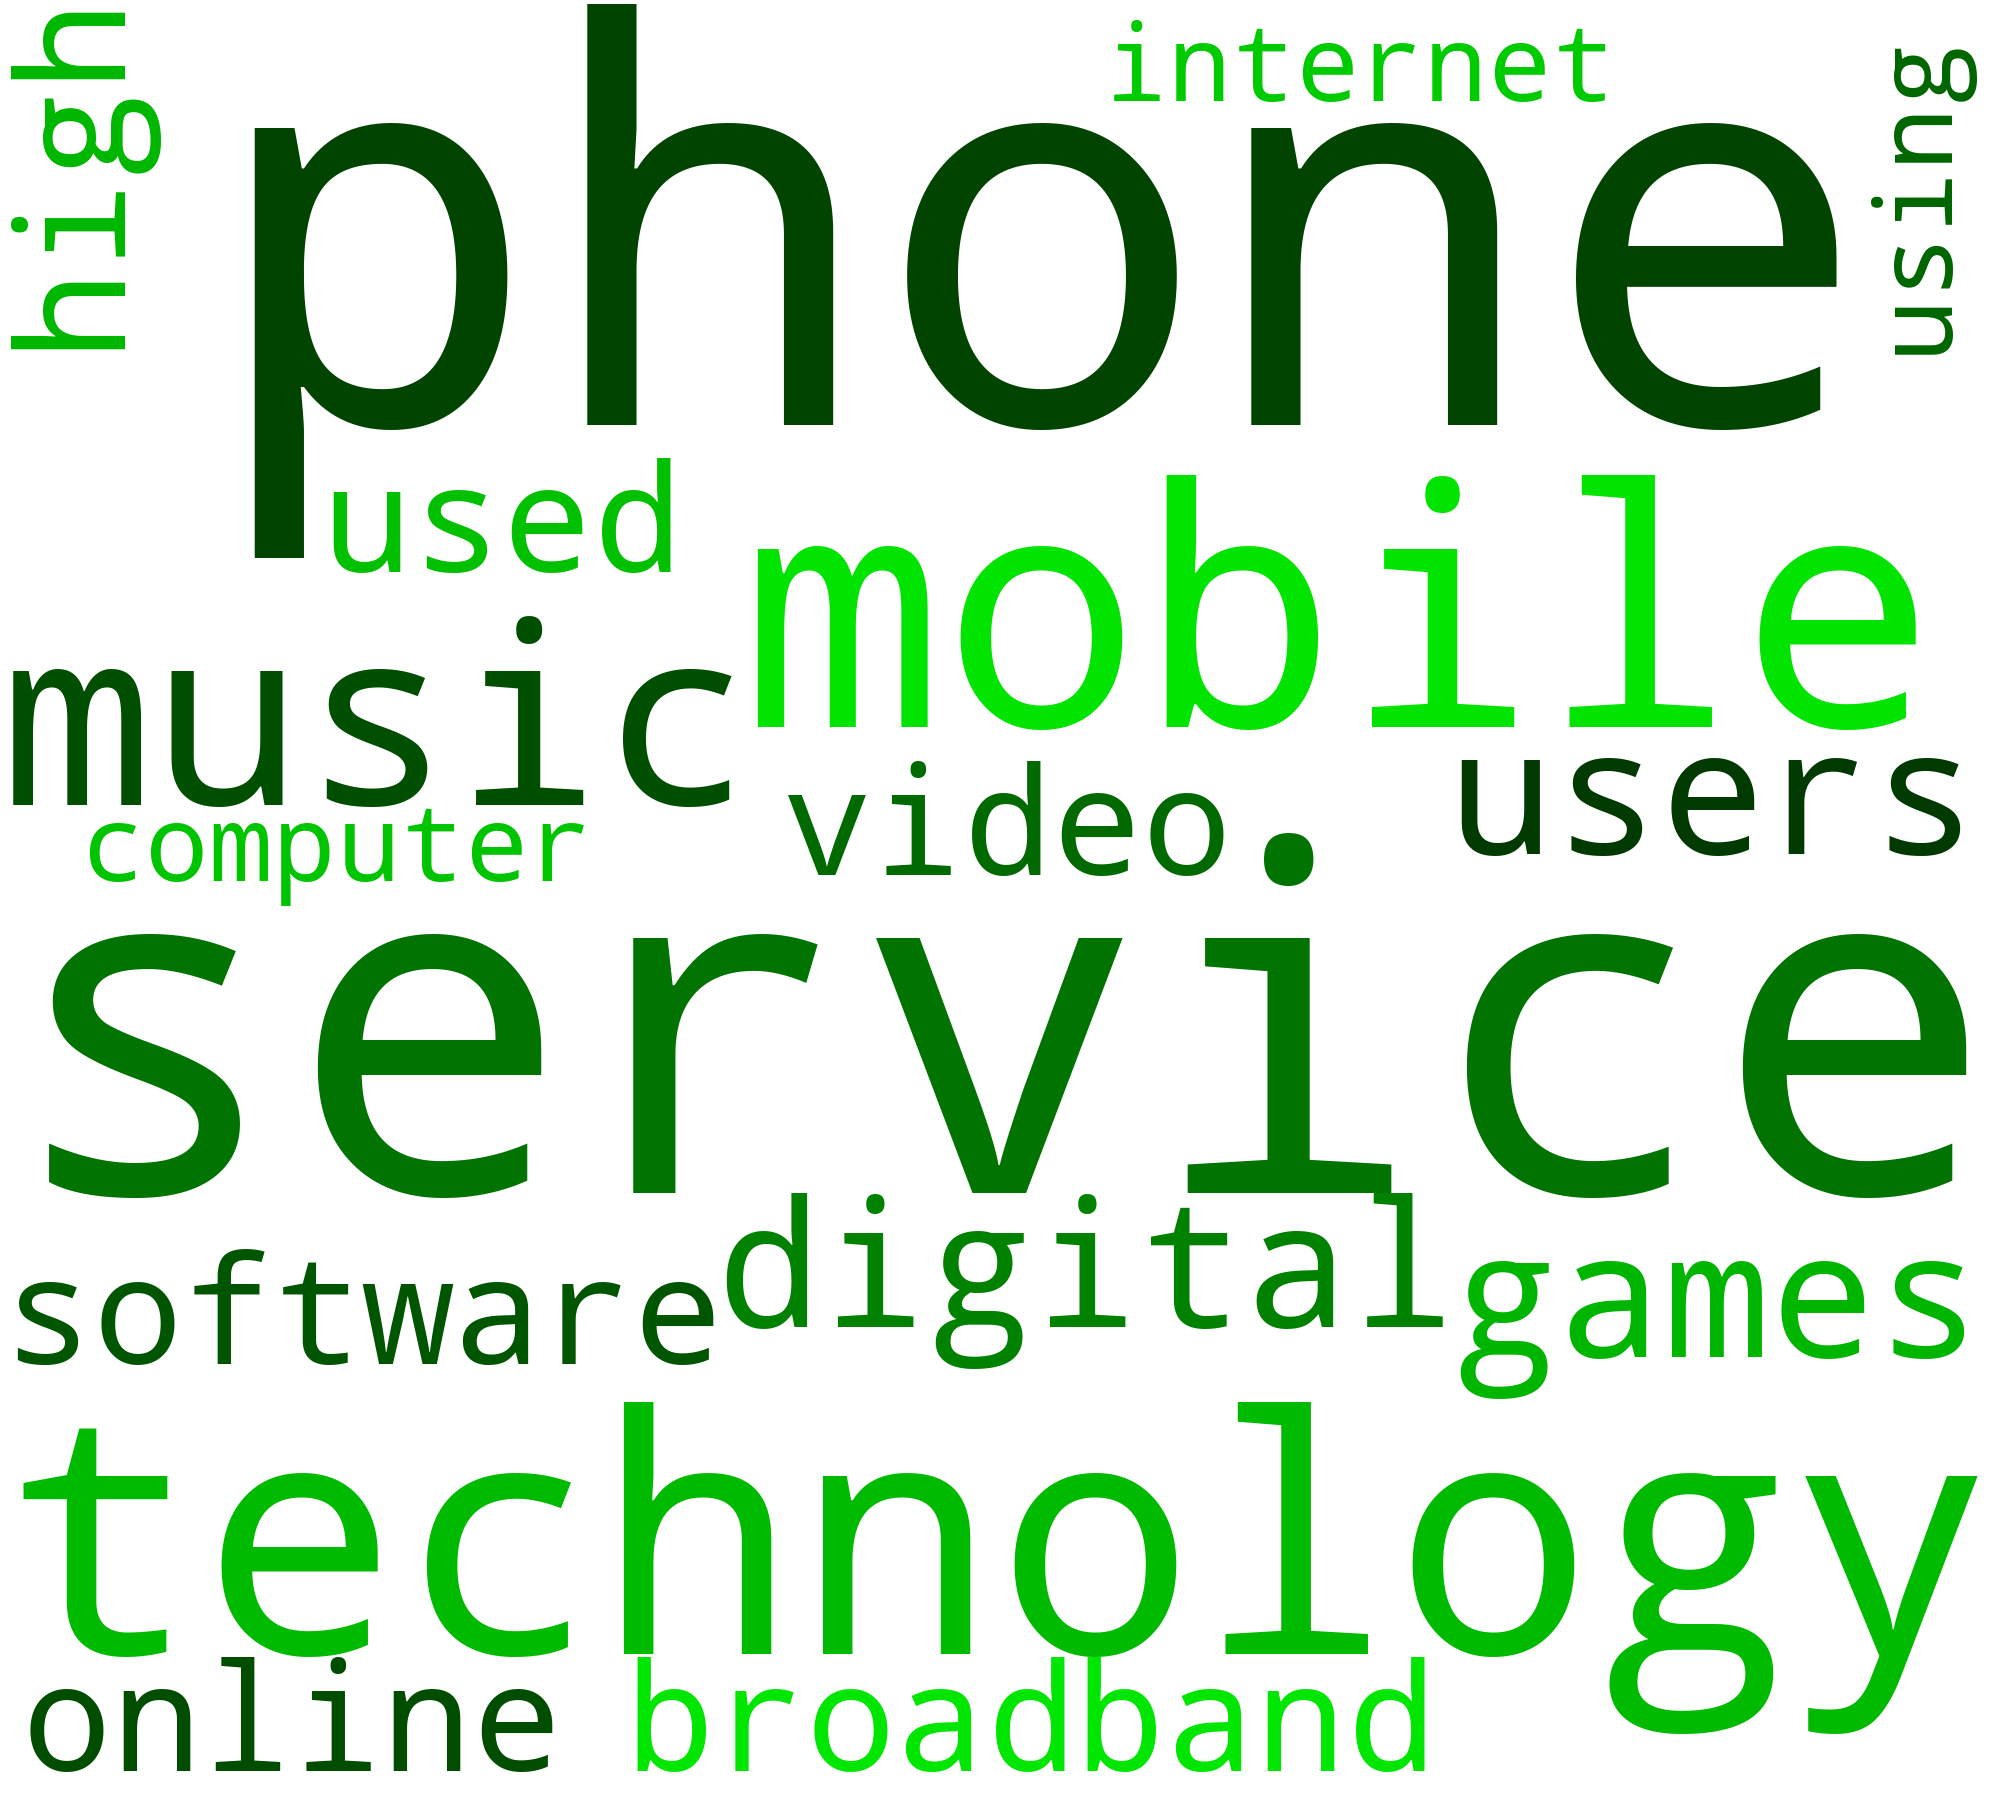 high
internet
using
phone
used
mobile
music
users
video
computer
service
digital
software
games
technology
online
broadband